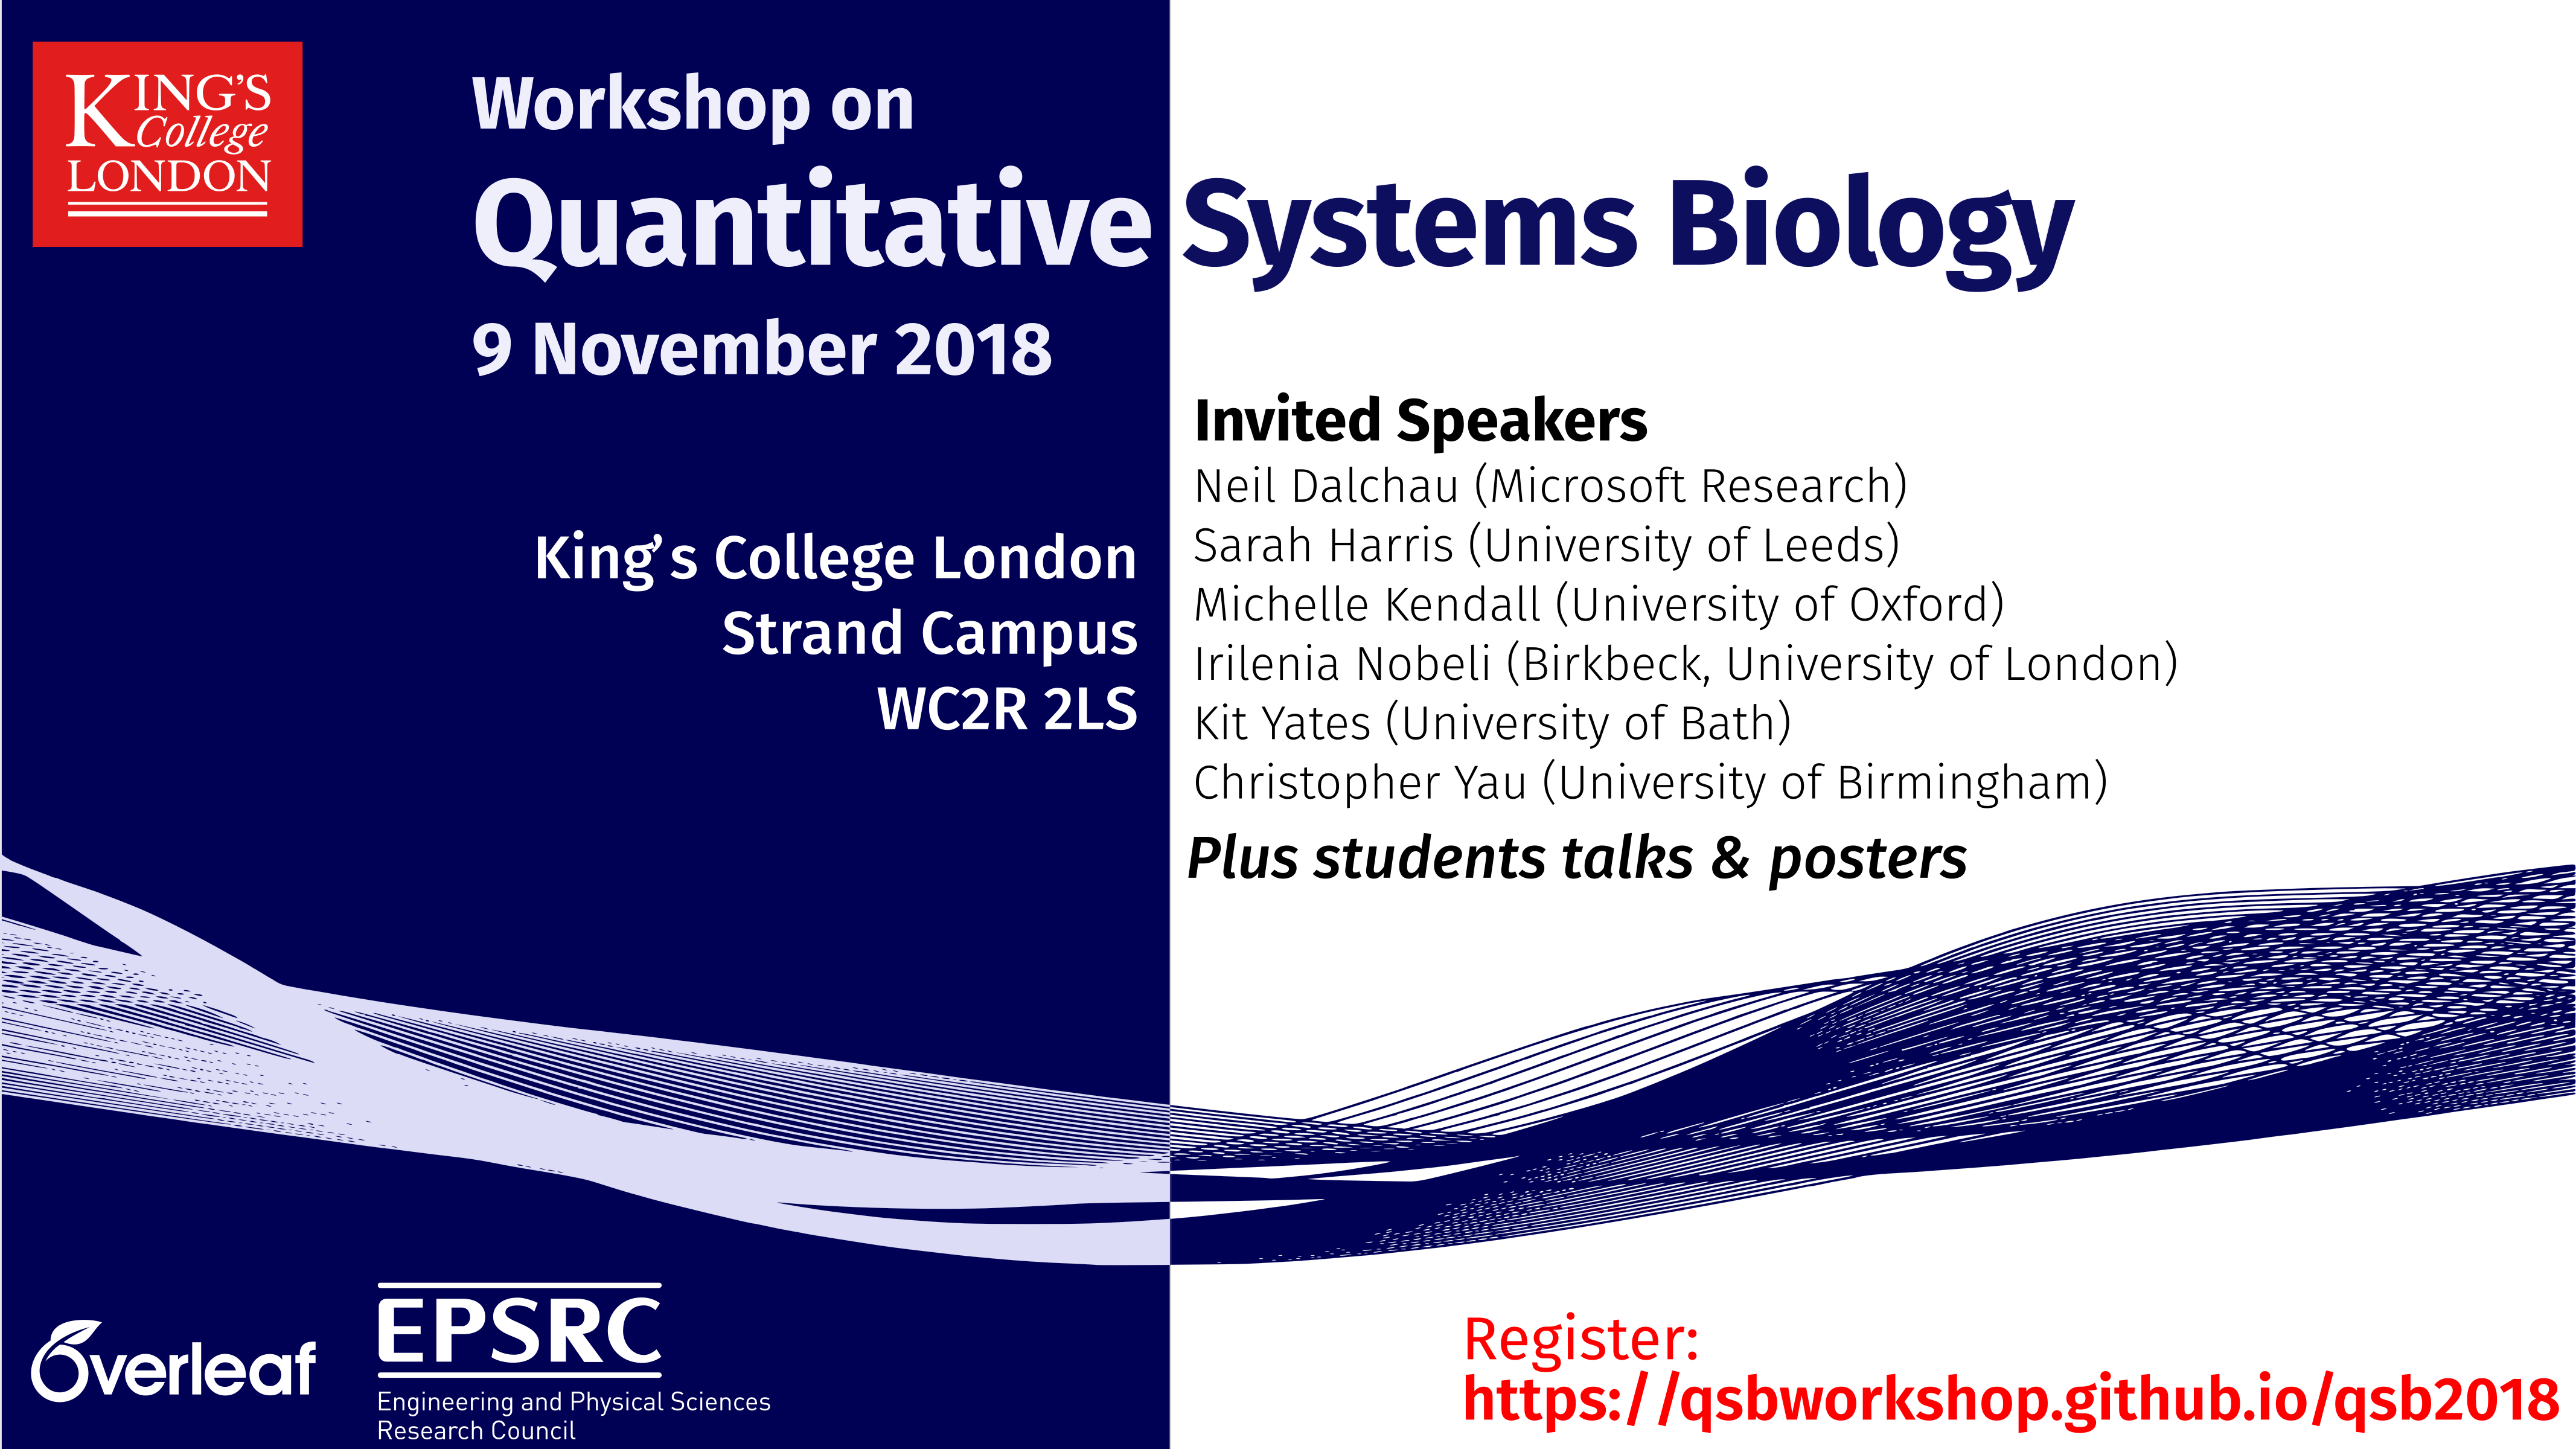 KING'S
College
LONDON
Workshop on
Quantitative Systems Biology
9 November 2018
King's College London
Strand Campus
WC2R 2LS
Invited Speakers
Neil Dalchau (Microsoft Research)
Sarah Harris (University of Leeds)
Michelle Kendall (University of Oxford)
Irilenia Nobeli (Birkbeck, University of London)
Kit Yates (University of Bath)
Christopher Yau (University of Birmingham)
Plus students talks & posters
Overleaf
EPSRC
Engineering and Physical Sciences
Research Council
Register:
https://qsbworkshop.github.io/qsb2018